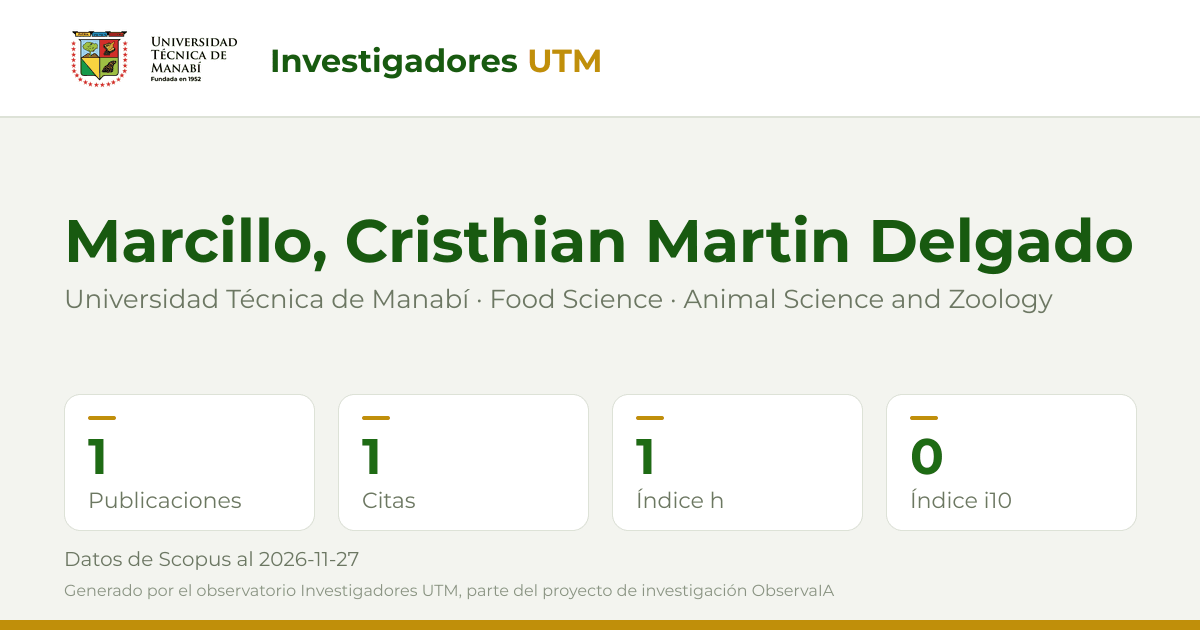 UNIVERSIDAD
TÉCNICA DE
MANABÍ
Fundada en 1952
Investigadores UTM
Marcillo, Cristhian Martin Delgado
Universidad Técnica de Manabí · Food Science · Animal Science and Zoology
1
Publicaciones
1
Citas
1
Índice h
0
Índice i10
Datos de Scopus al 2026-11-27
Generado por el observatorio Investigadores UTM, parte del proyecto de investigación ObservaIA